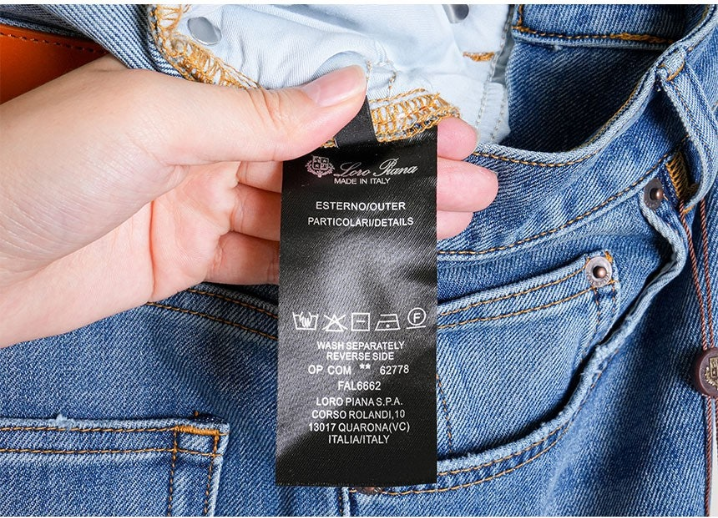 Loro Piana
MADE IN ITALY
ESTERNO/OUTER
PARTICOLARI/DETAILS
WASH SEPARATELY
REVERSE SIDE
OP COM ** 62778
FAL6662
LORO PIANA S.P.A.
CORSO ROLANDI,10
13017 QUARONA(VC)
ITALIA/ITALY